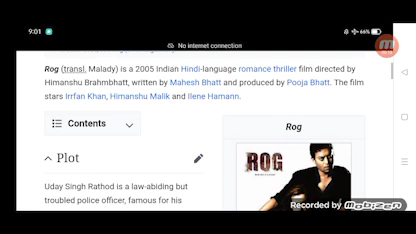 9:01
66%
No internet connection
Rog (transl. Malady) is a 2005 Indian Hindi-language romance thriller film directed by
Himanshu Brahmbhatt, written by Mahesh Bhatt and produced by Pooja Bhatt. The film
stars Irrfan Khan, Himanshu Malik and Ilene Hamann.
Contents
Rog
Plot
ROG
Uday Singh Rathod is a law-abiding but
troubled police officer, famous for his
Recorded by Mobizen